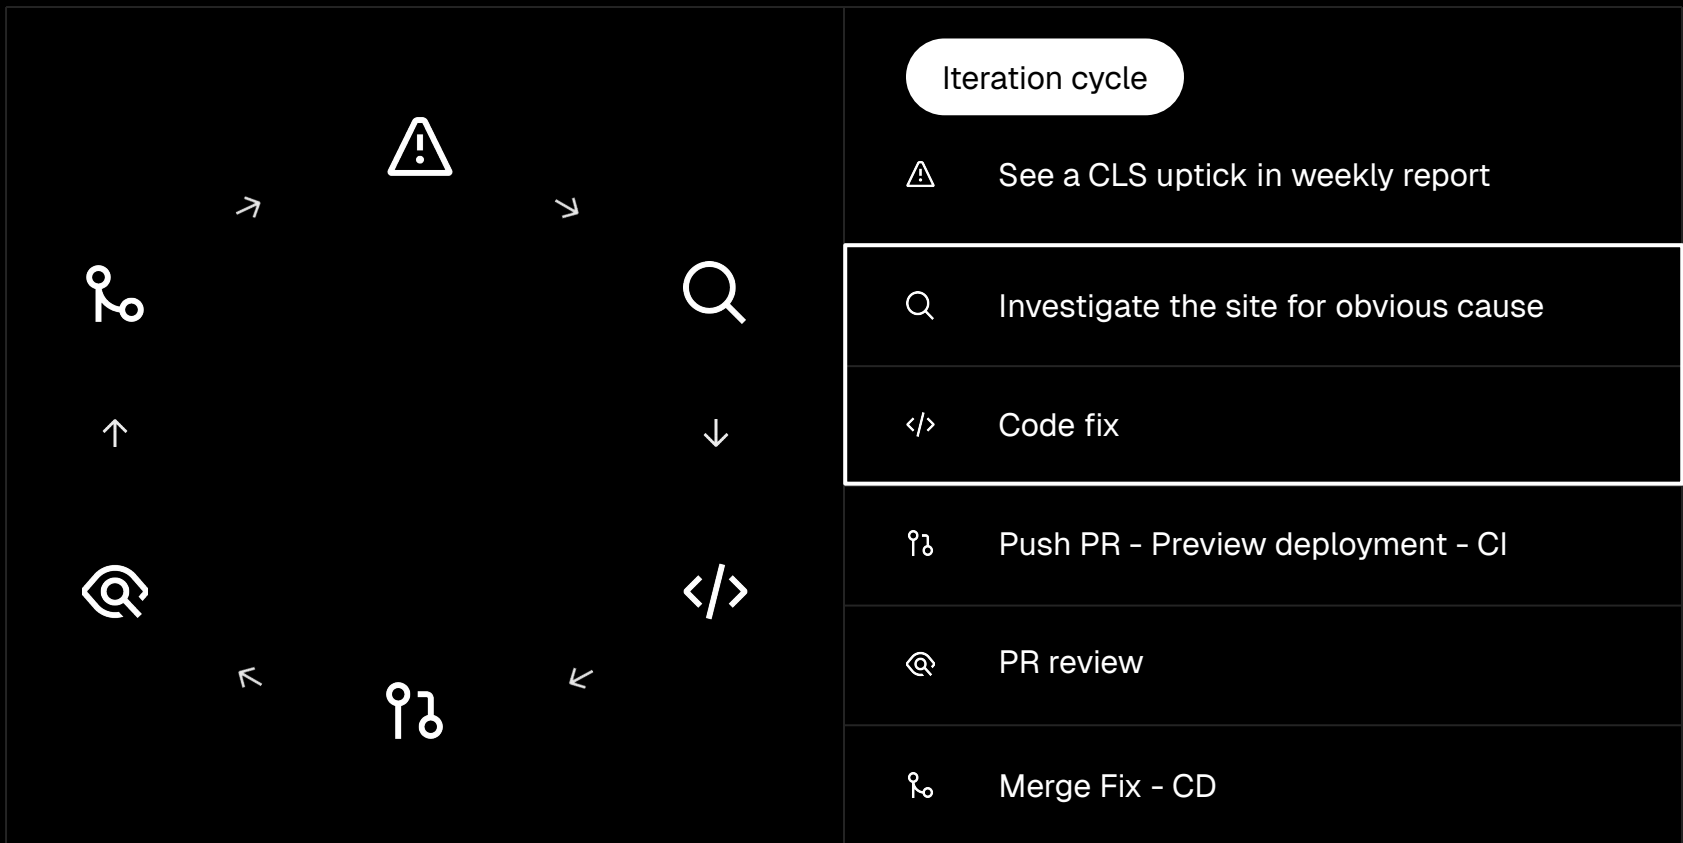 Iteration cycle
See a CLS uptick in weekly report
Investigate the site for obvious cause
Code fix
Push PR - Preview deployment - CI
PR review
Merge Fix - CD